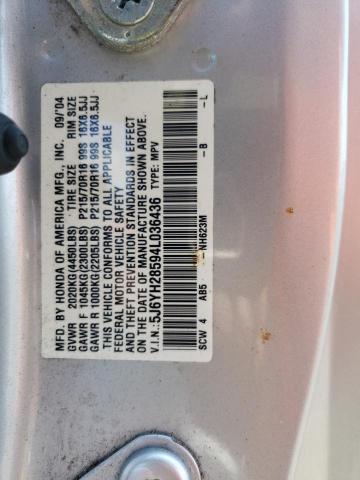 MFD. BY HONDA OF AMERICA MFG., INC. 09/'04
GVWR 2020KG(4450LBS) TIRE SIZE RIM SIZE
GAWR F 1045KG(2300LBS) P215/70R16 99S 16X6.5JJ
GAWR R 1000KG(2205LBS) P215/70R16 99S 16X6.5JJ
THIS VEHICLE CONFORMS TO ALL APPLICABLE
FEDERAL MOTOR VEHICLE SAFETY
AND THEFT PREVENTION STANDARDS IN EFFECT
ON THE DATE OF MANUFACTURE SHOWN ABOVE.
V.I.N.: 5J6YH28594L036436 TYPE: MPV
NH623M -B -L
SCW 4 AB5